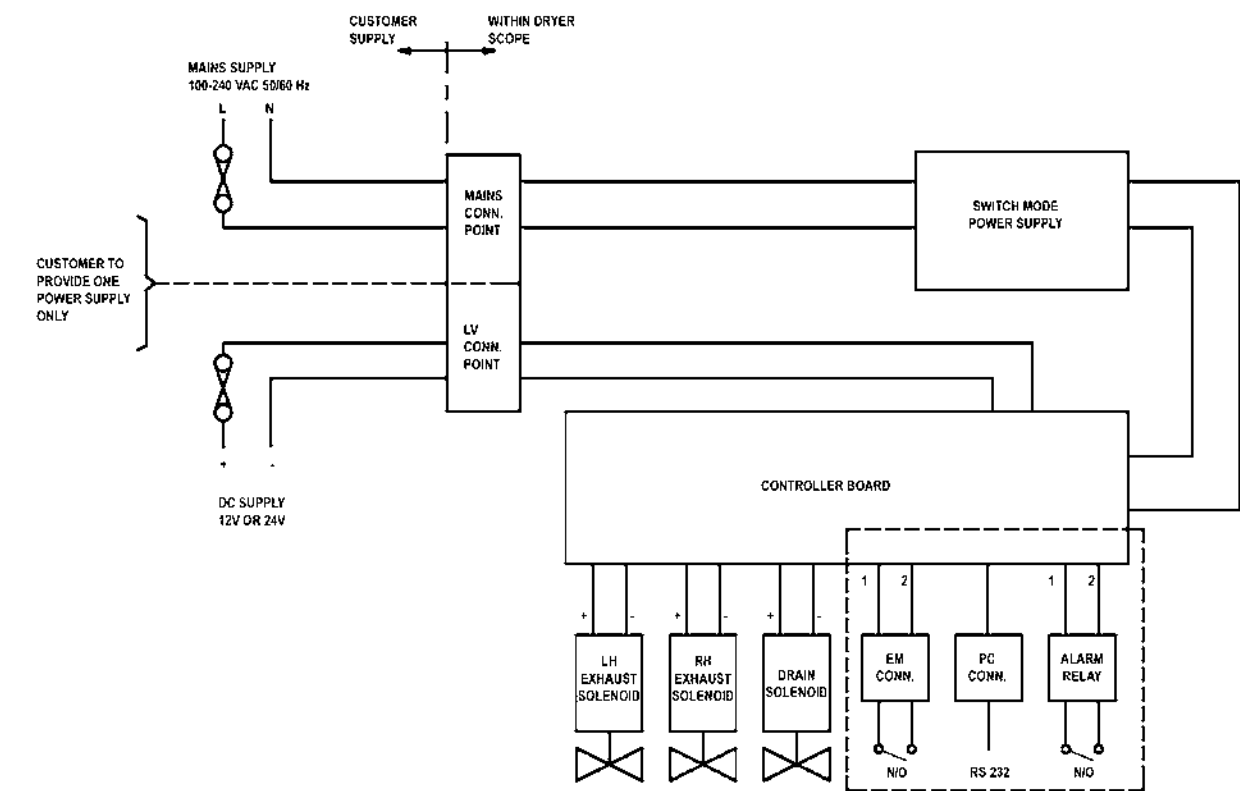 CUSTOMER
SUPPLY
WITHIN DRYER
SCOPE
MAINS SUPPLY
100-240 VAC 50/60 Hz
L N
MAINS
CONN.
POINT
SWITCH MODE
POWER SUPPLY
CUSTOMER TO
PROVIDE ONE
POWER SUPPLY
ONLY
LV
CONN.
POINT
+ -
DC SUPPLY
12V OR 24V
CONTROLLER BOARD
1 2 1 2
+ - + - + -
LH
EXHAUST
SOLENOID
RH
EXHAUST
SOLENOID
DRAIN
SOLENOID
EM
CONN.
PC
CONN.
ALARM
RELAY
N/O
RS 232
N/O